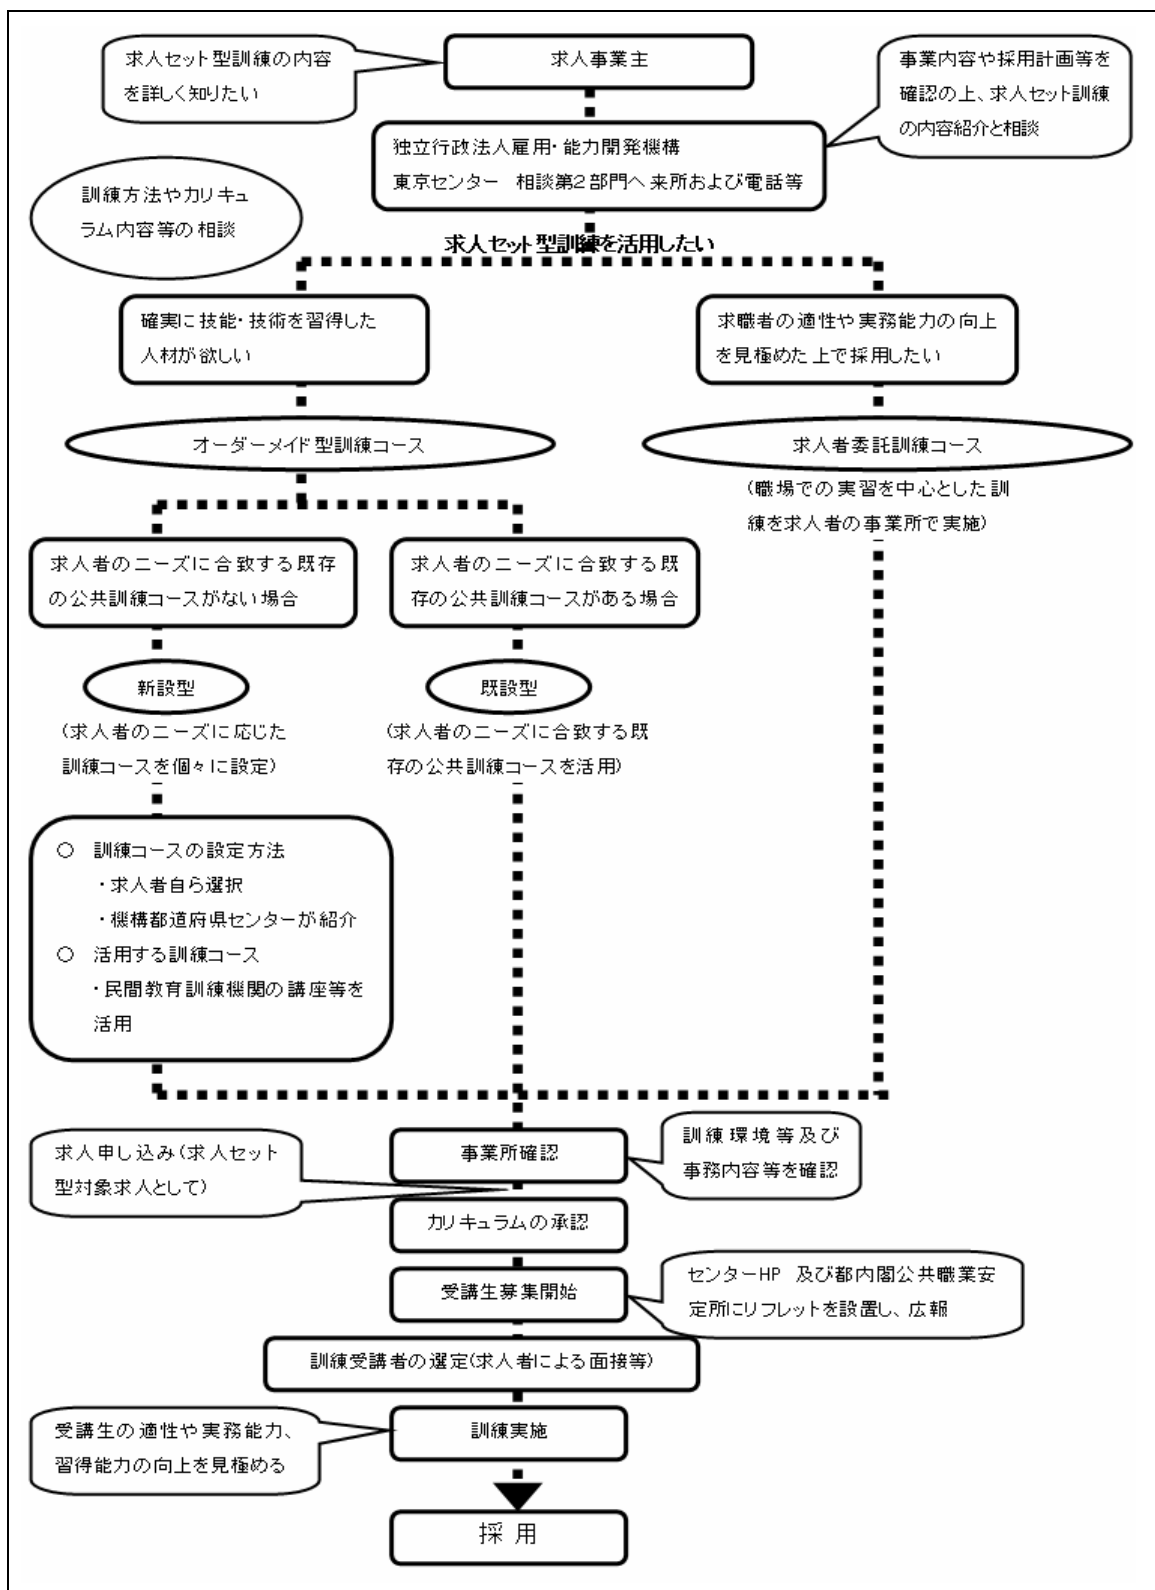 求人セット型訓練の内容
を詳しく知りたい
求人事業主
事業内容や採用計画等を
確認の上、求人セット訓練
の内容紹介と相談
独立行政法人雇用・能力開発機構
東京センター 相談第2部門へ来所および電話等
訓練方法やカリキュ
ラム内容等の相談
求人セット型訓練を活用したい
確実に技能・技術を習得した
人材が欲しい
求職者の適性や実務能力の向上
を見極めた上で採用したい
オーダーメイド型訓練コース
求人者委託訓練コース
(職場での実習を中心とした訓
練を求人者の事業所で実施)
求人者のニーズに合致する既存
の公共訓練コースがない場合
求人者のニーズに合致する既
存の公共訓練コースがある場合
新設型
既設型
(求人者のニーズに応じた
訓練コースを個々に設定)
(求人者のニーズに合致する既
存の公共訓練コースを活用)
○ 訓練コースの設定方法
・求人者自ら選択
・機構都道府県センターが紹介
○ 活用する訓練コース
・民間教育訓練機関の講座等を
活用
求人申し込み(求人セット
型対象求人として)
事業所確認
訓練環境等及び
事務内容等を確認
カリキュラムの承認
受講生募集開始
センターHP 及び都内閣公共職業安
定所にリフレットを設置し、広報
訓練受講者の選定(求人者による面接等)
受講生の適性や実務能力、
習得能力の向上を見極める
訓練実施
採 用